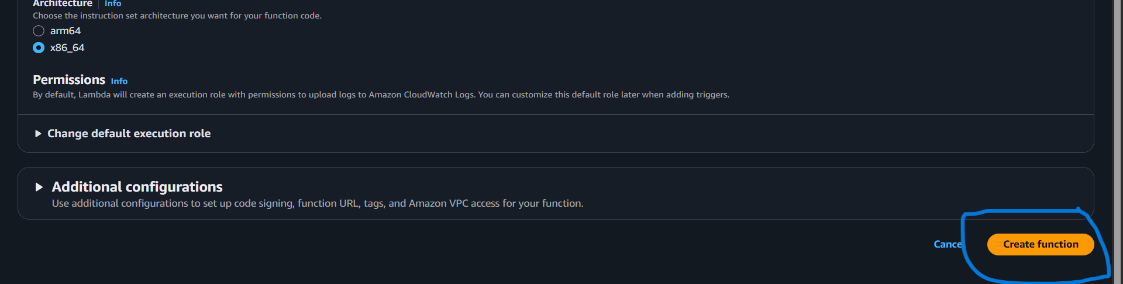 Architecture | Info
Choose the instruction set architecture you want for your function code.
arm64
x86_64
Permissions Info
By default, Lambda will create an execution role with permissions to upload logs to Amazon CloudWatch Logs. You can customize this default role later when adding triggers.
Change default execution role
Additional configurations
Use additional configurations to set up code signing, function URL, tags, and Amazon VPC access for your function.
Cance Create function